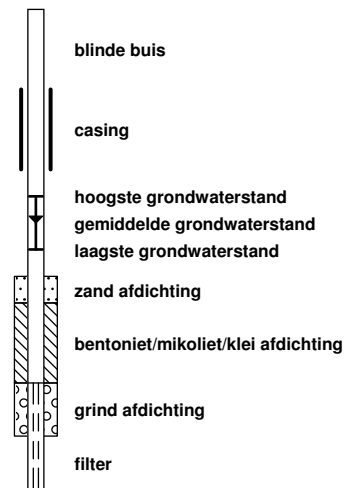 blinde buis
casing
hoogste grondwaterstand
gemiddelde grondwaterstand
laagste grondwaterstand
zand afdichting
bentoniet/mikoliet/klei afdichting
grind afdichting
filter